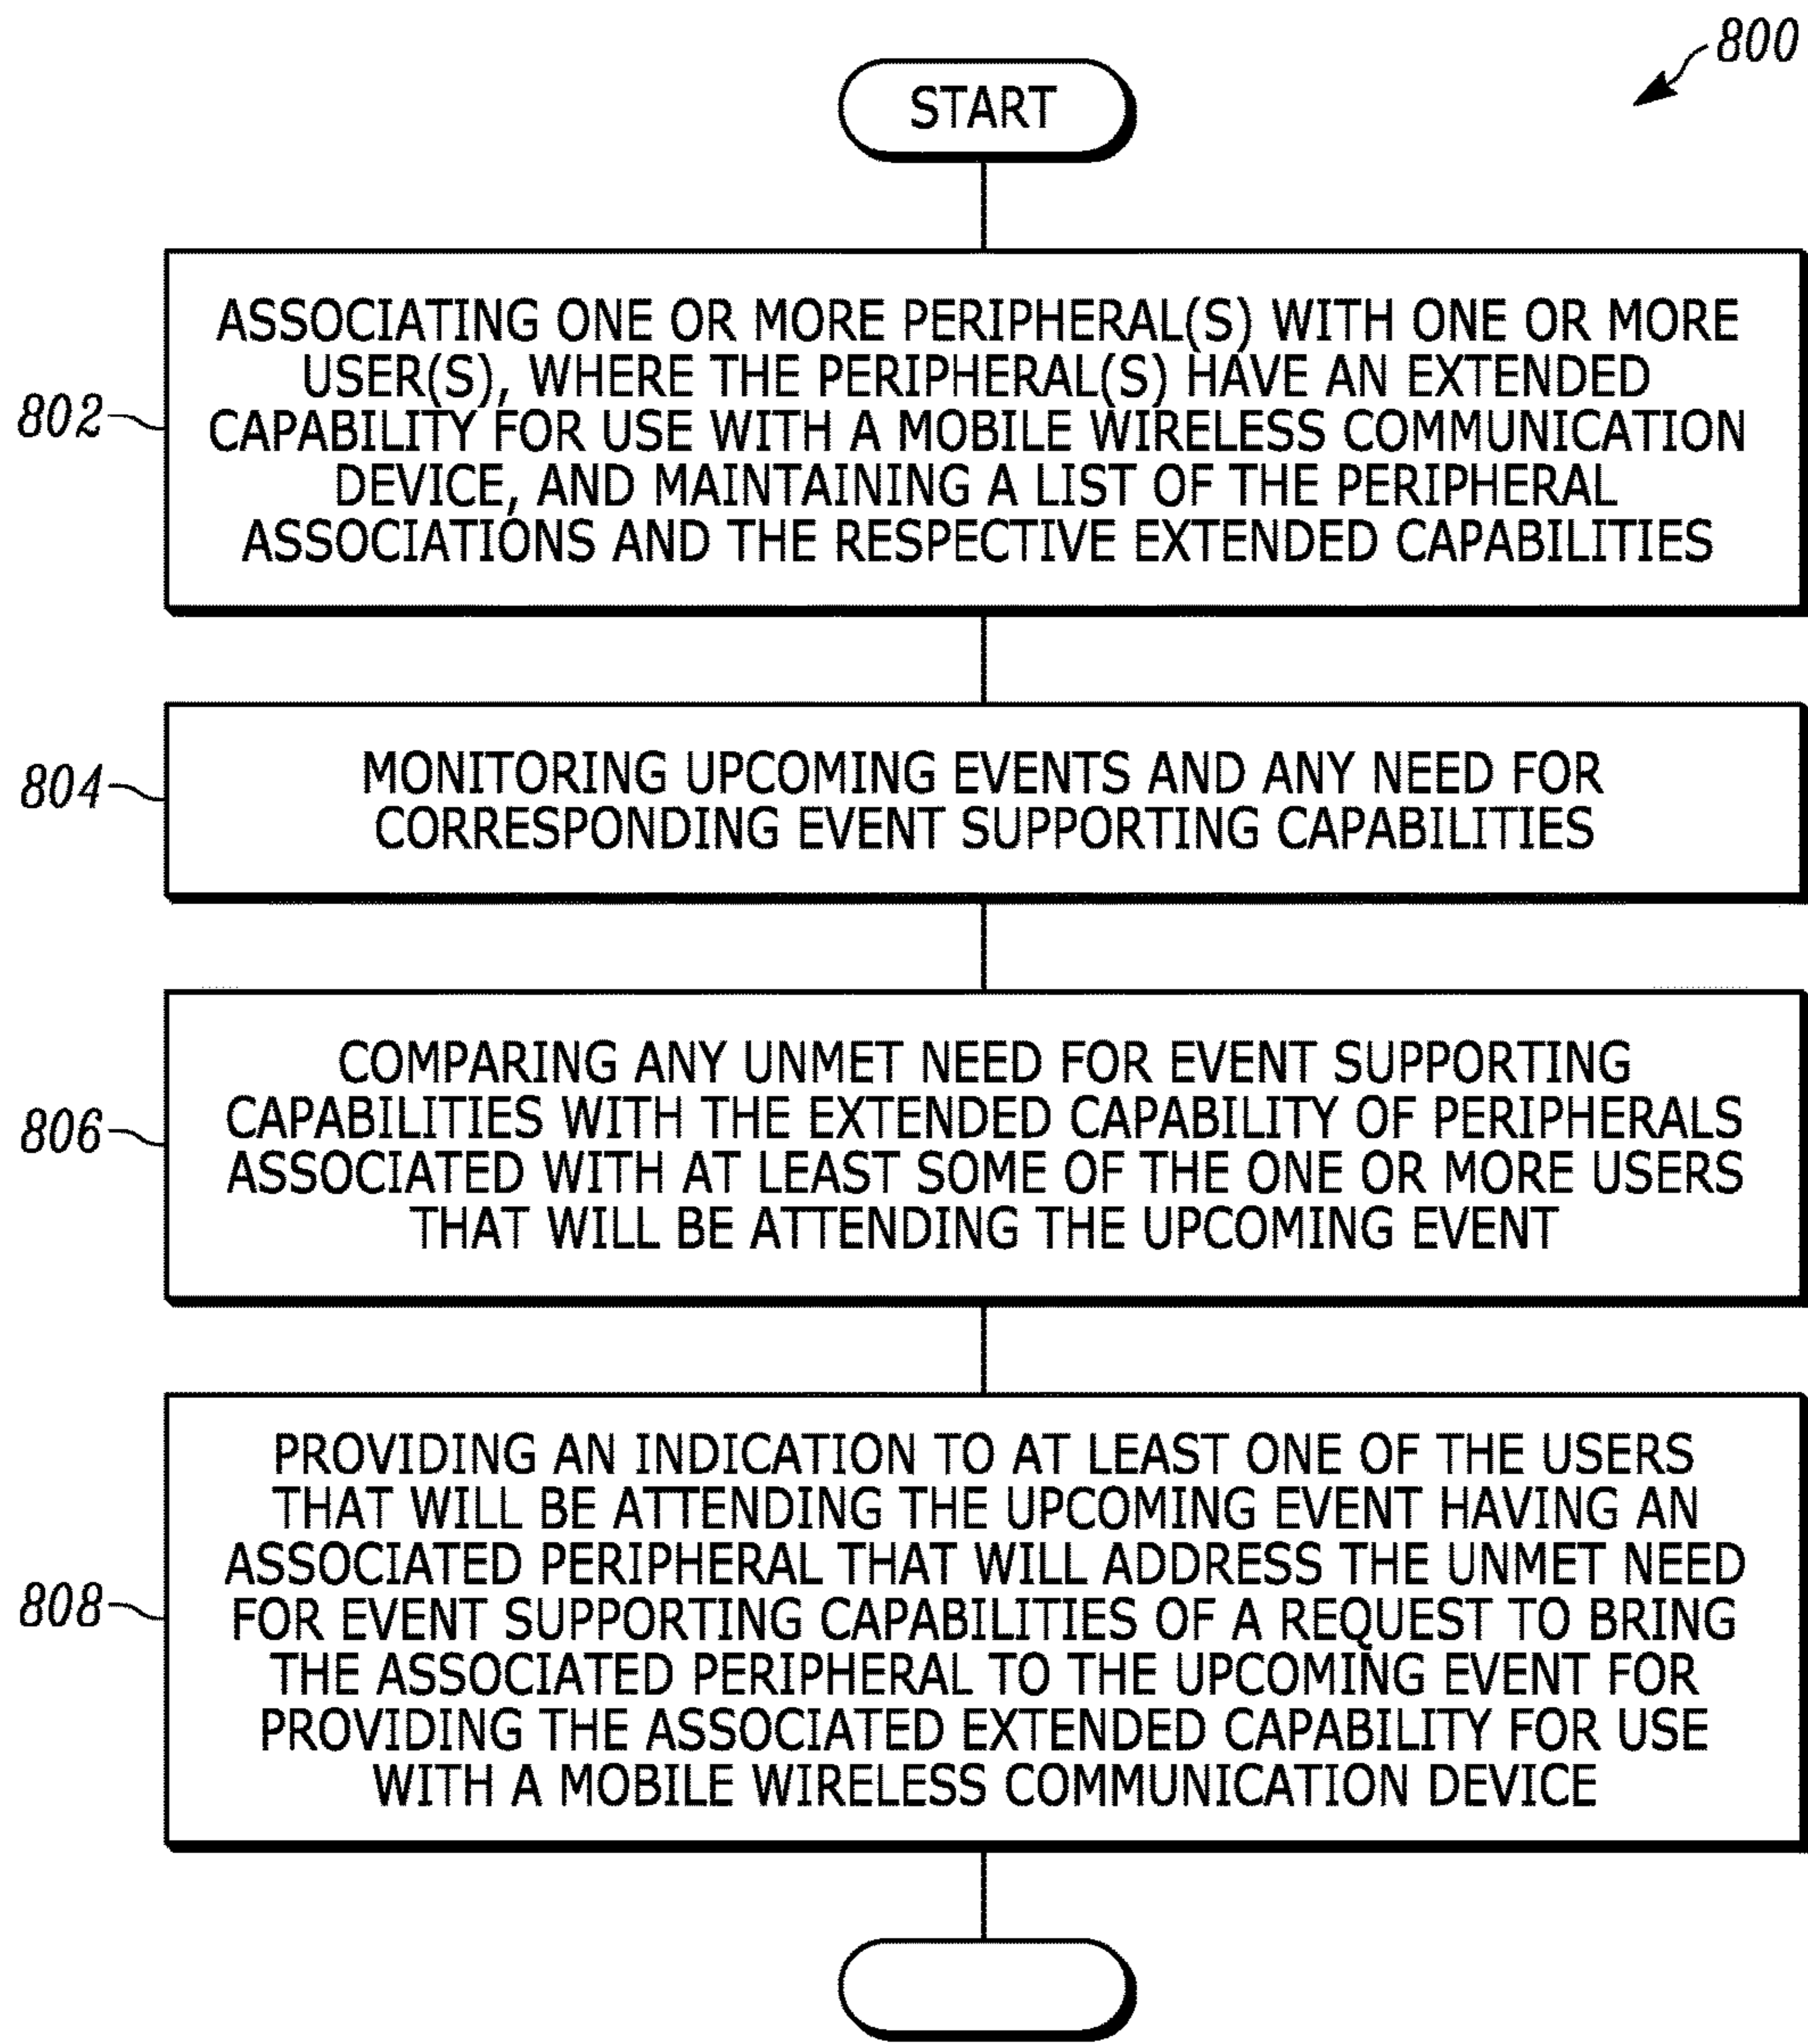 800
START
802
ASSOCIATING ONE OR MORE PERIPHERAL(S) WITH ONE OR MORE
USER(S), WHERE THE PERIPHERAL(S) HAVE AN EXTENDED
CAPABILITY FOR USE WITH A MOBILE WIRELESS COMMUNICATION
DEVICE, AND MAINTAINING A LIST OF THE PERIPHERAL
ASSOCIATIONS AND THE RESPECTIVE EXTENDED CAPABILITIES
804
MONITORING UPCOMING EVENTS AND ANY NEED FOR
CORRESPONDING EVENT SUPPORTING CAPABILITIES
806
COMPARING ANY UNMET NEED FOR EVENT SUPPORTING
CAPABILITIES WITH THE EXTENDED CAPABILITY OF PERIPHERALS
ASSOCIATED WITH AT LEAST SOME OF THE ONE OR MORE USERS
THAT WILL BE ATTENDING THE UPCOMING EVENT
808
PROVIDING AN INDICATION TO AT LEAST ONE OF THE USERS
THAT WILL BE ATTENDING THE UPCOMING EVENT HAVING AN
ASSOCIATED PERIPHERAL THAT WILL ADDRESS THE UNMET NEED
FOR EVENT SUPPORTING CAPABILITIES OF A REQUEST TO BRING
THE ASSOCIATED PERIPHERAL TO THE UPCOMING EVENT FOR
PROVIDING THE ASSOCIATED EXTENDED CAPABILITY FOR USE
WITH A MOBILE WIRELESS COMMUNICATION DEVICE